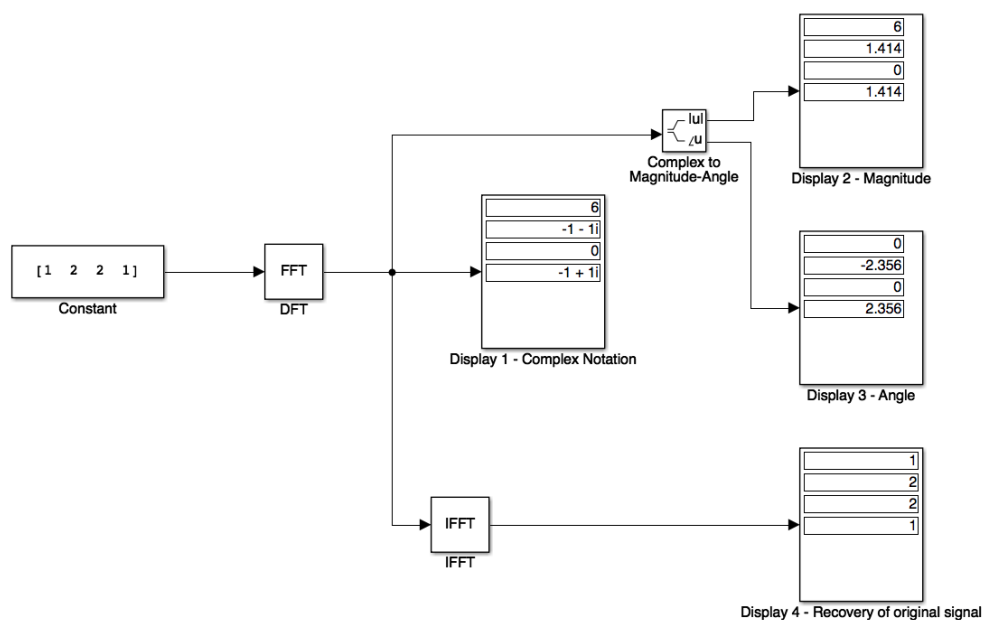 6
1.414
0
1.414
Display 2 - Magnitude
|u|
∠u
Complex to
Magnitude-Angle
6
-1 - 1i
0
-1 + 1i
Display 1 - Complex Notation
[1 2 2 1]
Constant
FFT
DFT
0
-2.356
0
2.356
Display 3 - Angle
IFFT
IFFT
1
2
2
1
Display 4 - Recovery of original signal